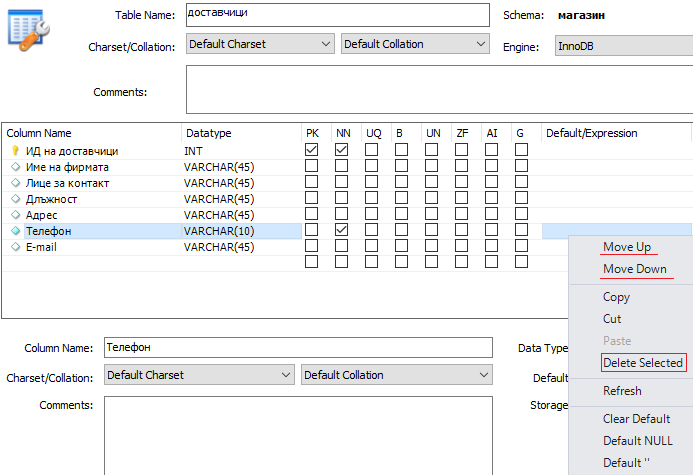 Table Name: доставчици Schema: магазин
Charset/Collation: Default Charset Default Collation Engine: InnoDB
Comments:
Column Name Datatype PK NN UQ B UN ZF AI G Default/Expression
ИД на доставчици INT
Име на фирмата VARCHAR(45)
Лице за контакт VARCHAR(45)
Длъжност VARCHAR(45)
Адрес VARCHAR(45)
Телефон VARCHAR(10)
E-mail VARCHAR(45)
Move Up
Move Down
Copy
Cut
Paste
Delete Selected
Refresh
Clear Default
Default NULL
Default ''
Column Name: Телефон Data Type
Charset/Collation: Default Charset Default Collation Default
Comments: Storage